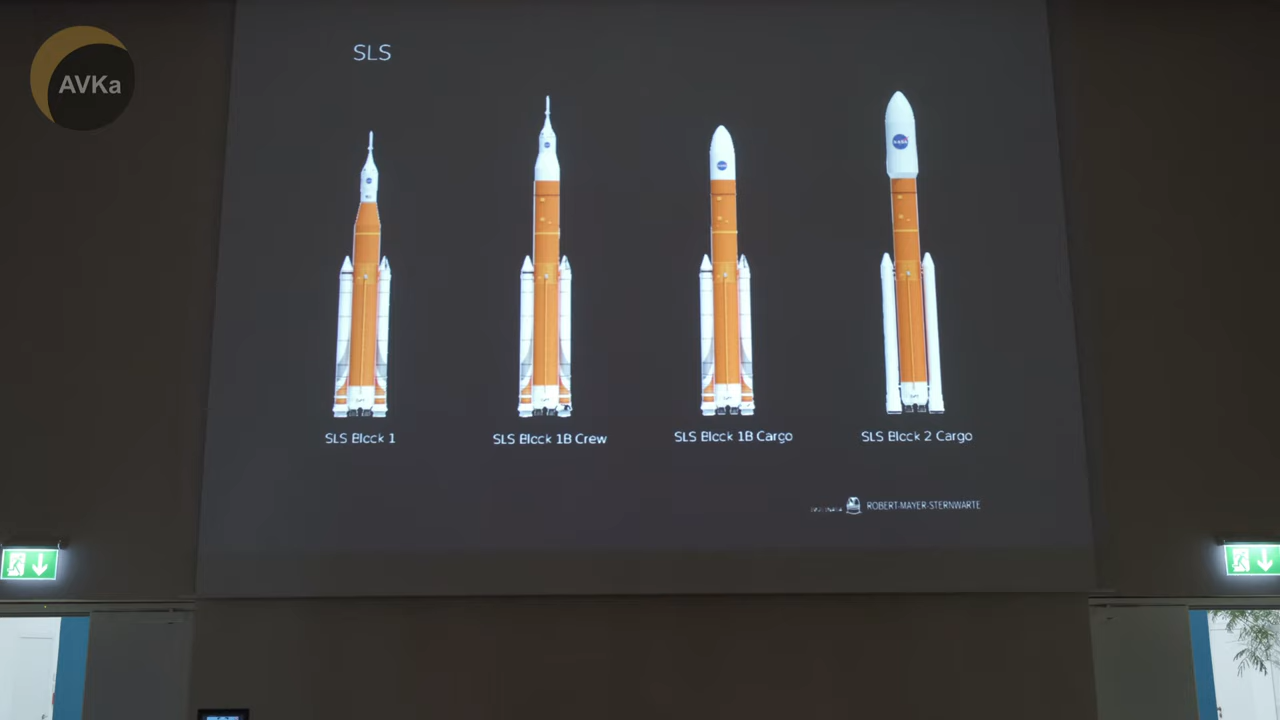 AVKa
SLS
SLS Block 1
SLS Block 1B Crew
SLS Block 1B Cargo
SLS Block 2 Cargo
ROBERT-MAYER-STERNWARTE